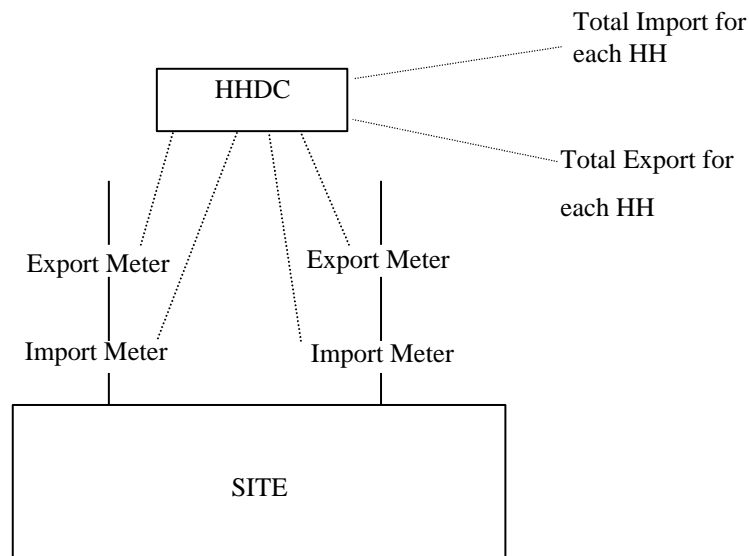 Total Import for
each HH
HHDC
Total Export for
each HH
Export Meter
Export Meter
Import Meter
Import Meter
SITE